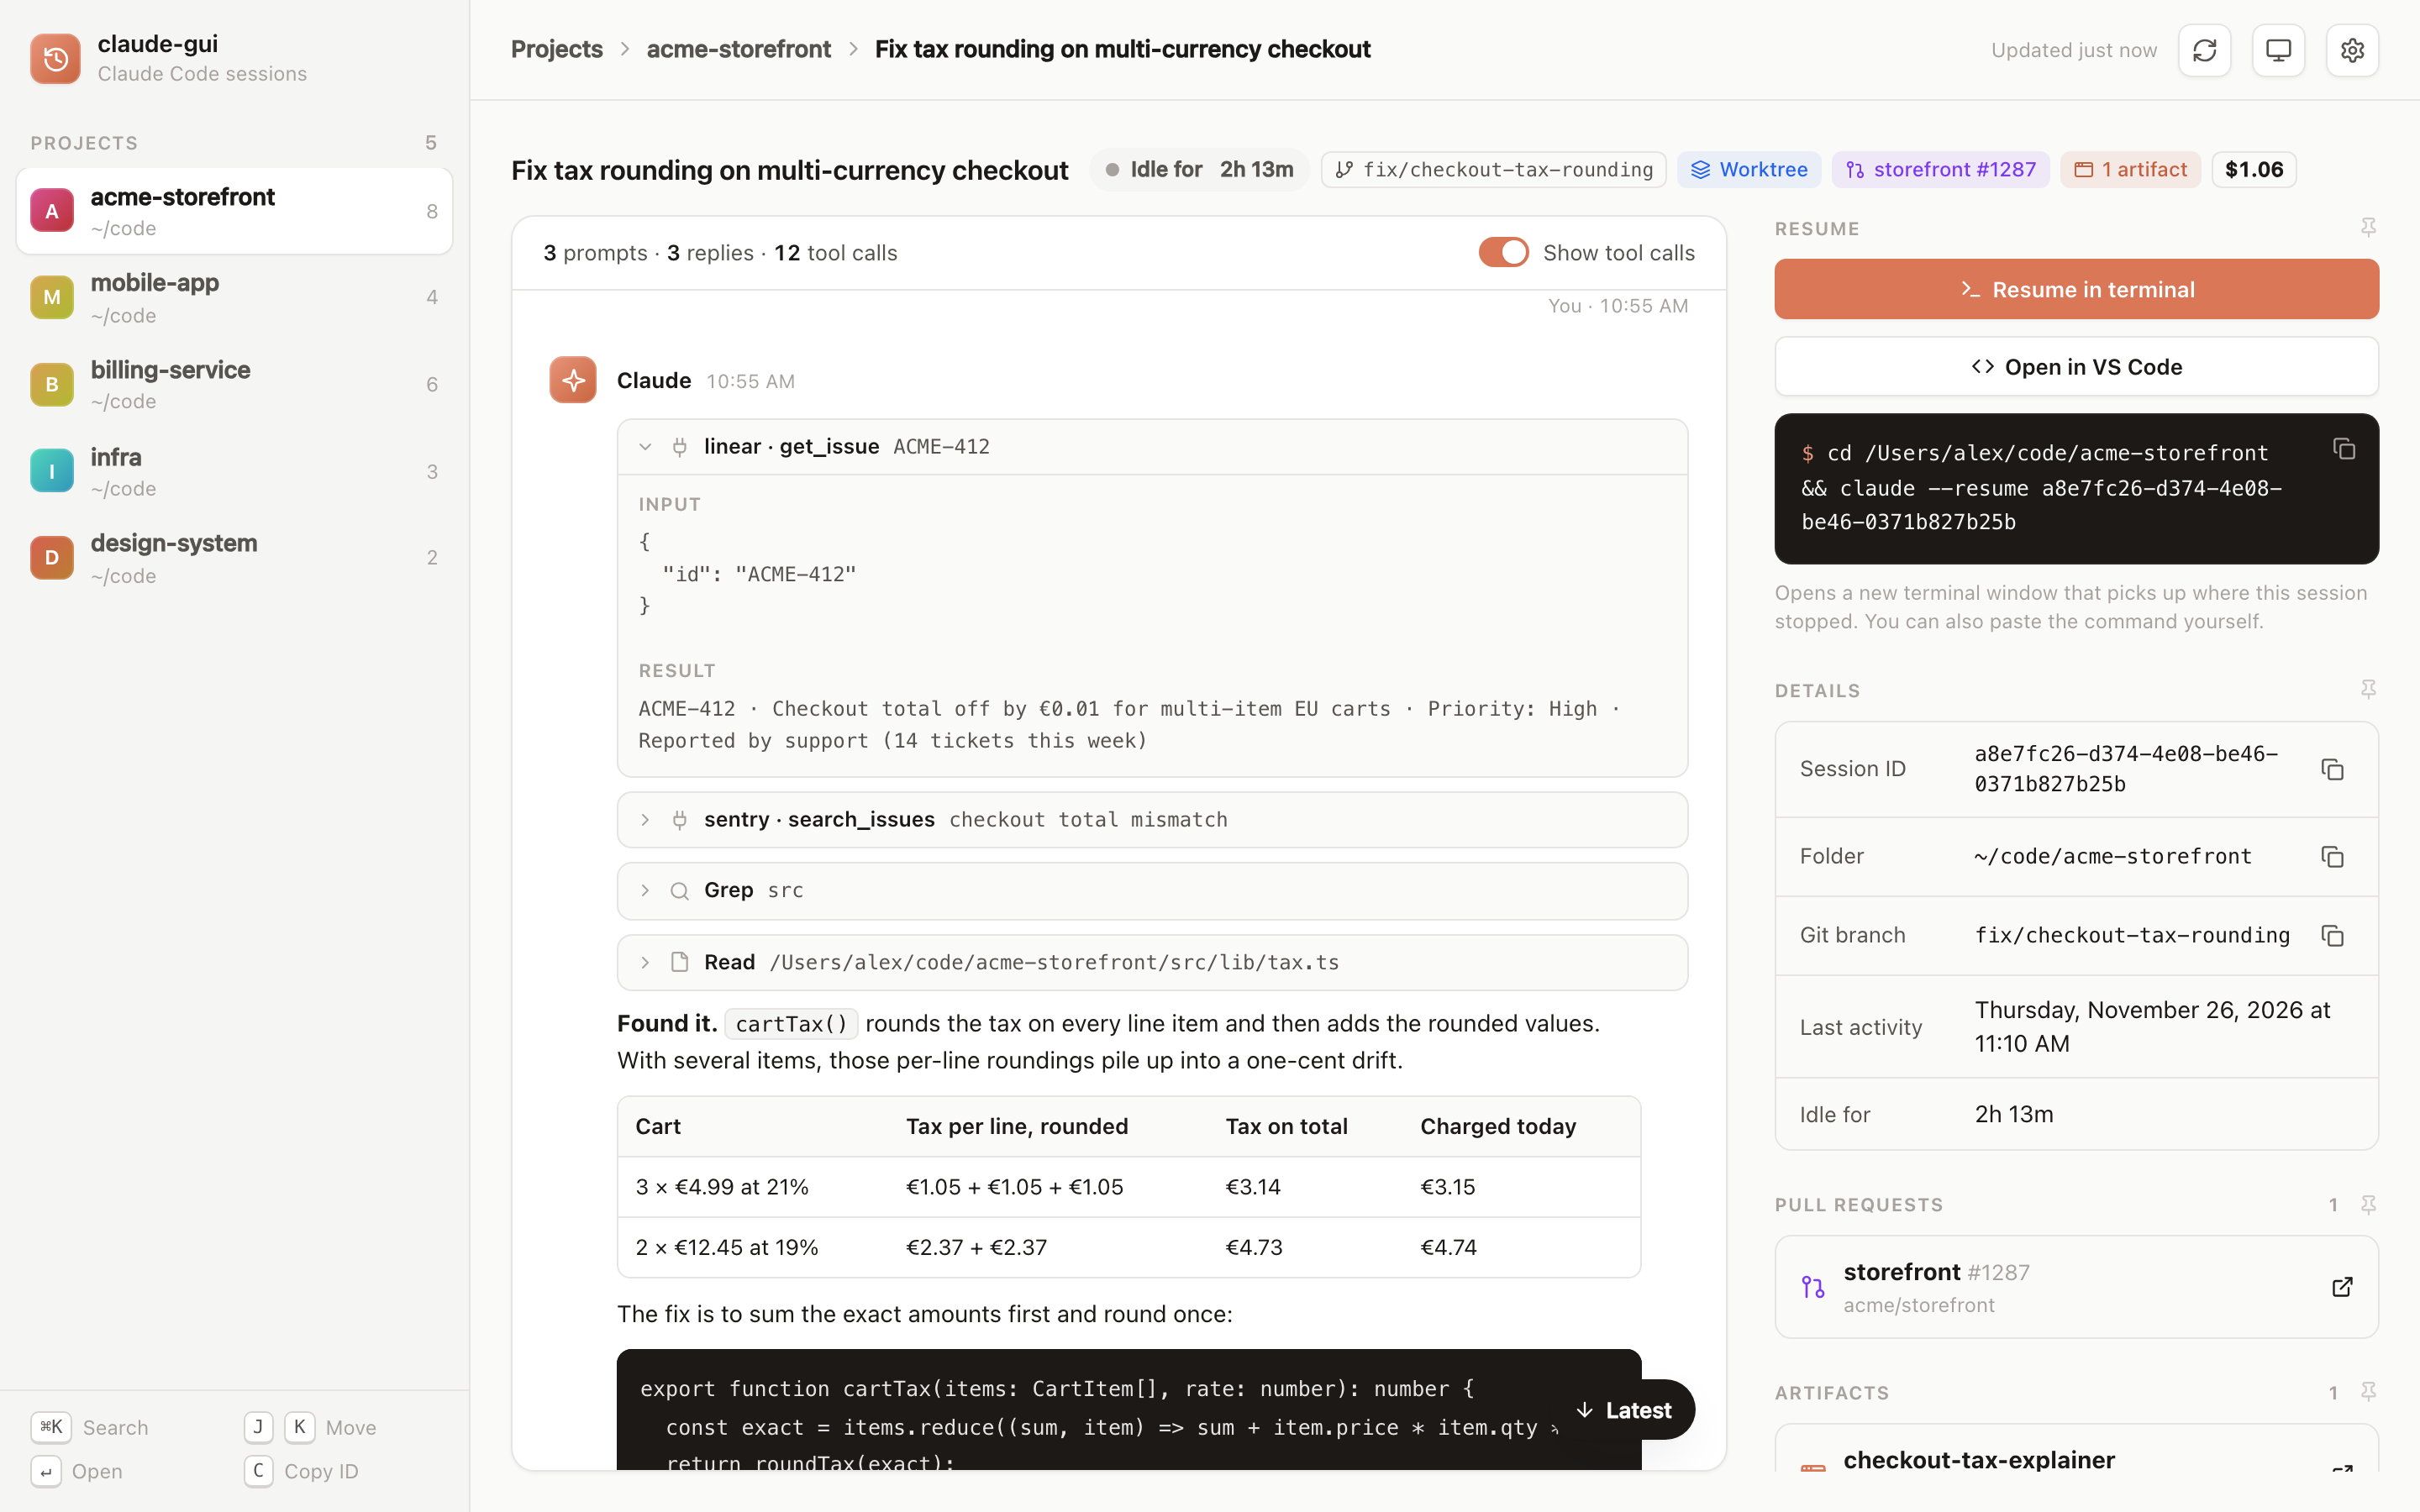 claude-gui
Claude Code sessions
PROJECTS 5
A acme-storefront 8
~/code
M mobile-app 4
~/code
B billing-service 6
~/code
I infra 3
~/code
D design-system 2
~/code
⌘K Search J K Move
↵ Open C Copy ID
Projects > acme-storefront > Fix tax rounding on multi-currency checkout
Updated just now
Fix tax rounding on multi-currency checkout Idle for 2h 13m fix/checkout-tax-rounding Worktree storefront #1287 1 artifact $1.06
3 prompts · 3 replies · 12 tool calls Show tool calls
You · 10:55 AM
Claude 10:55 AM
linear · get_issue ACME-412
INPUT
{
"id": "ACME-412"
}
RESULT
ACME-412 · Checkout total off by €0.01 for multi-item EU carts · Priority: High ·
Reported by support (14 tickets this week)
sentry · search_issues checkout total mismatch
Grep src
Read /Users/alex/code/acme-storefront/src/lib/tax.ts
Found it. cartTax() rounds the tax on every line item and then adds the rounded values.
With several items, those per-line roundings pile up into a one-cent drift.
Cart Tax per line, rounded Tax on total Charged today
3 × €4.99 at 21% €1.05 + €1.05 + €1.05 €3.14 €3.15
2 × €12.45 at 19% €2.37 + €2.37 €4.73 €4.74
The fix is to sum the exact amounts first and round once:
export function cartTax(items: CartItem[], rate: number): number {
const exact = items.reduce((sum, item) => sum + item.price * item.qty
return roundTax(exact);
Latest
RESUME
Resume in terminal
Open in VS Code
$ cd /Users/alex/code/acme-storefront
&& claude --resume a8e7fc26-d374-4e08-
be46-0371b827b25b
Opens a new terminal window that picks up where this session
stopped. You can also paste the command yourself.
DETAILS
Session ID a8e7fc26-d374-4e08-be46-
0371b827b25b
Folder ~/code/acme-storefront
Git branch fix/checkout-tax-rounding
Last activity Thursday, November 26, 2026 at
11:10 AM
Idle for 2h 13m
PULL REQUESTS 1
storefront #1287
acme/storefront
ARTIFACTS 1
checkout-tax-explainer